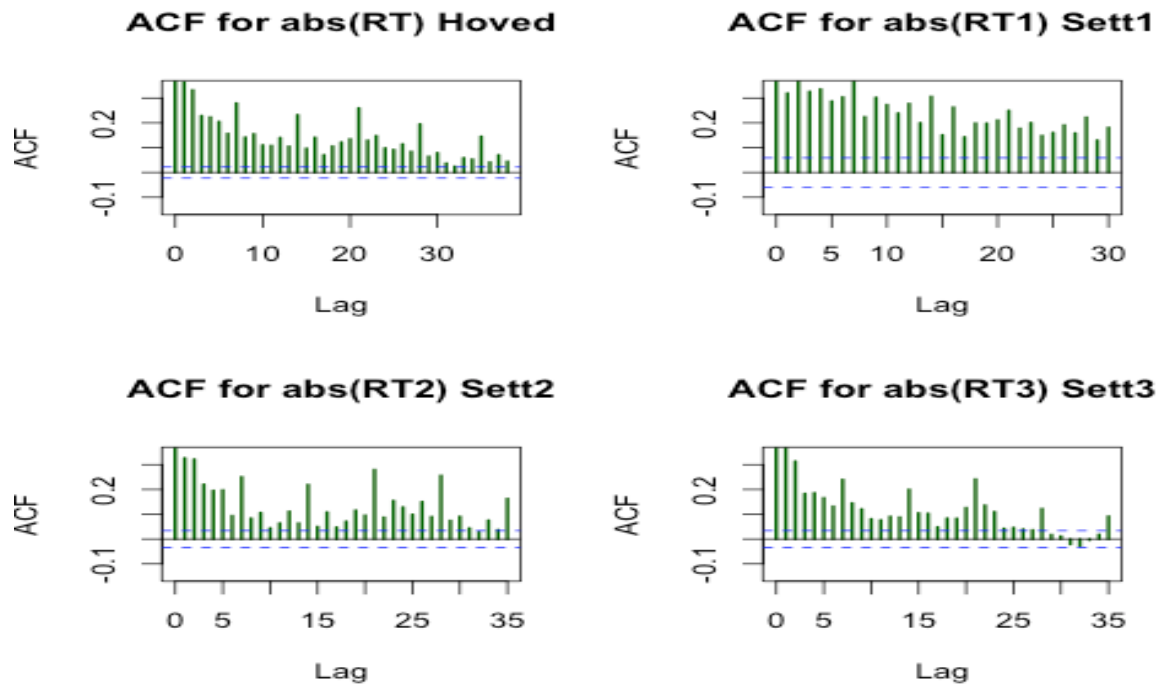 ACF for abs(RT) Hoved
ACF
0.2
-0.1
0 10 20 30
Lag
ACF for abs(RT1) Sett1
ACF
0.2
-0.1
0 5 10 20 30
Lag
ACF for abs(RT2) Sett2
ACF
0.2
-0.1
0 5 15 25 35
Lag
ACF for abs(RT3) Sett3
ACF
0.2
-0.1
0 5 15 25 35
Lag